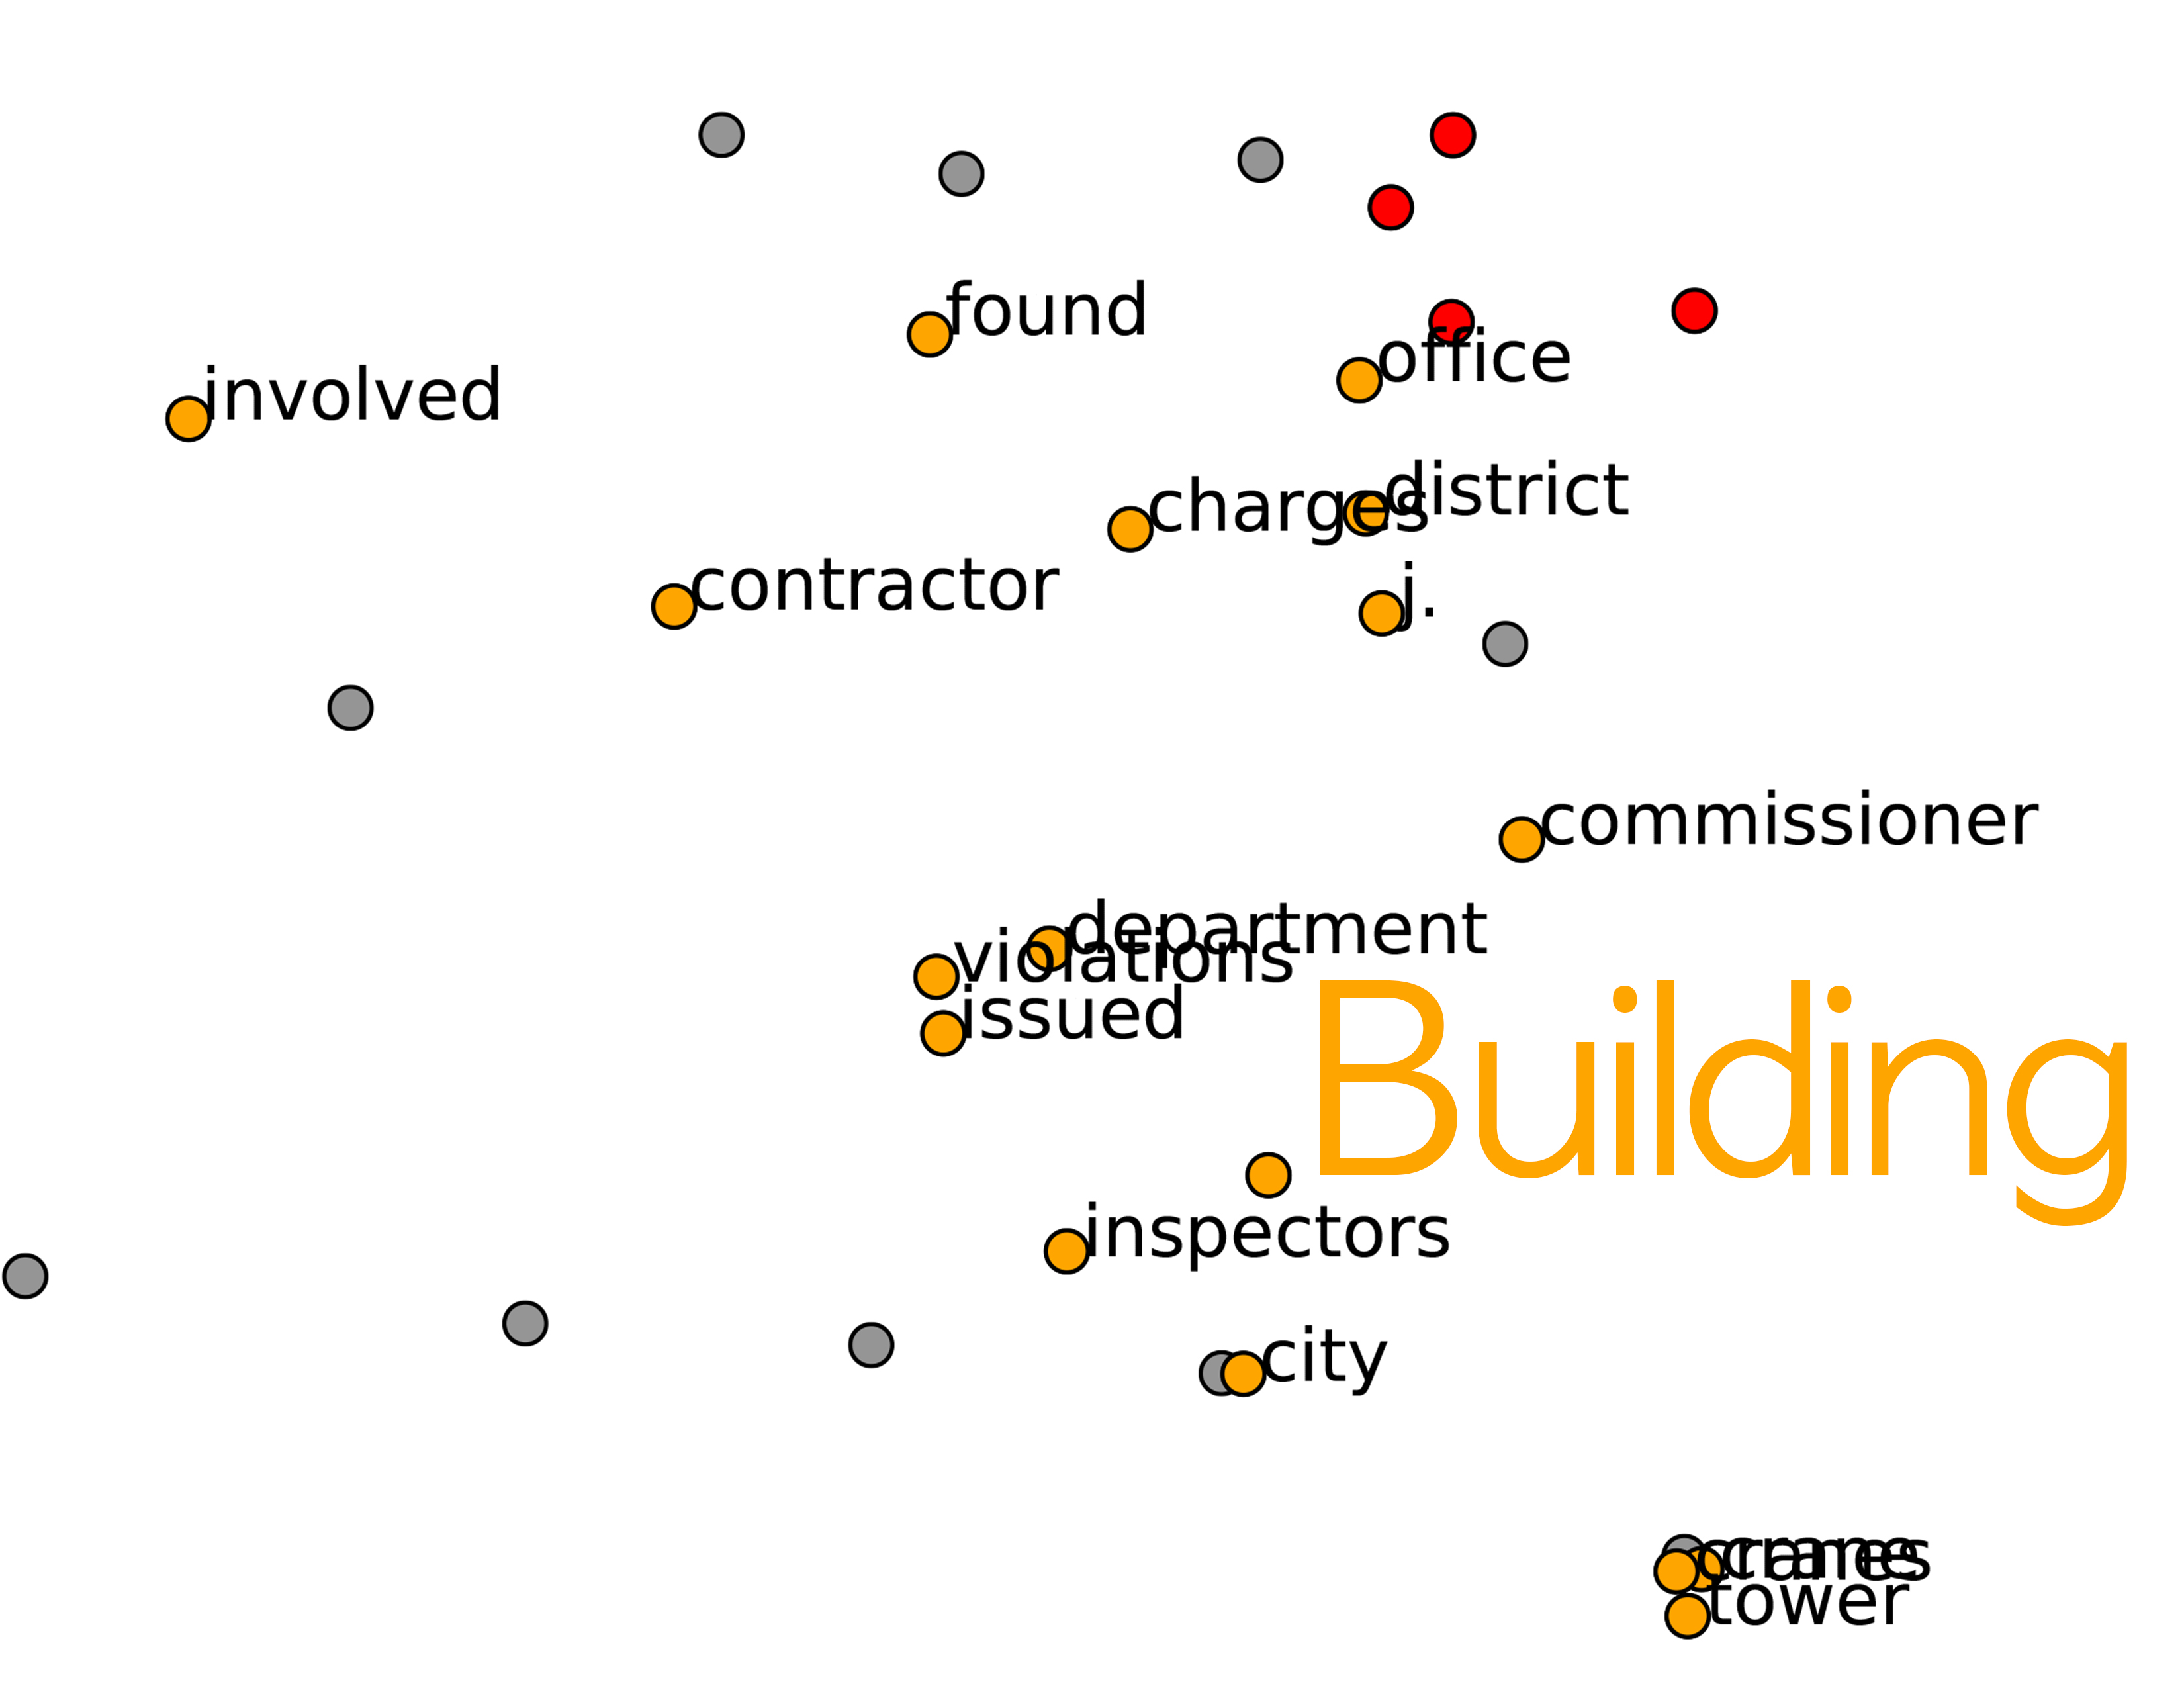 found
office
involved
district
charges
contractor
j.
commissioner
department
violations
issued
Building
inspectors
city
crane
cranes
tower